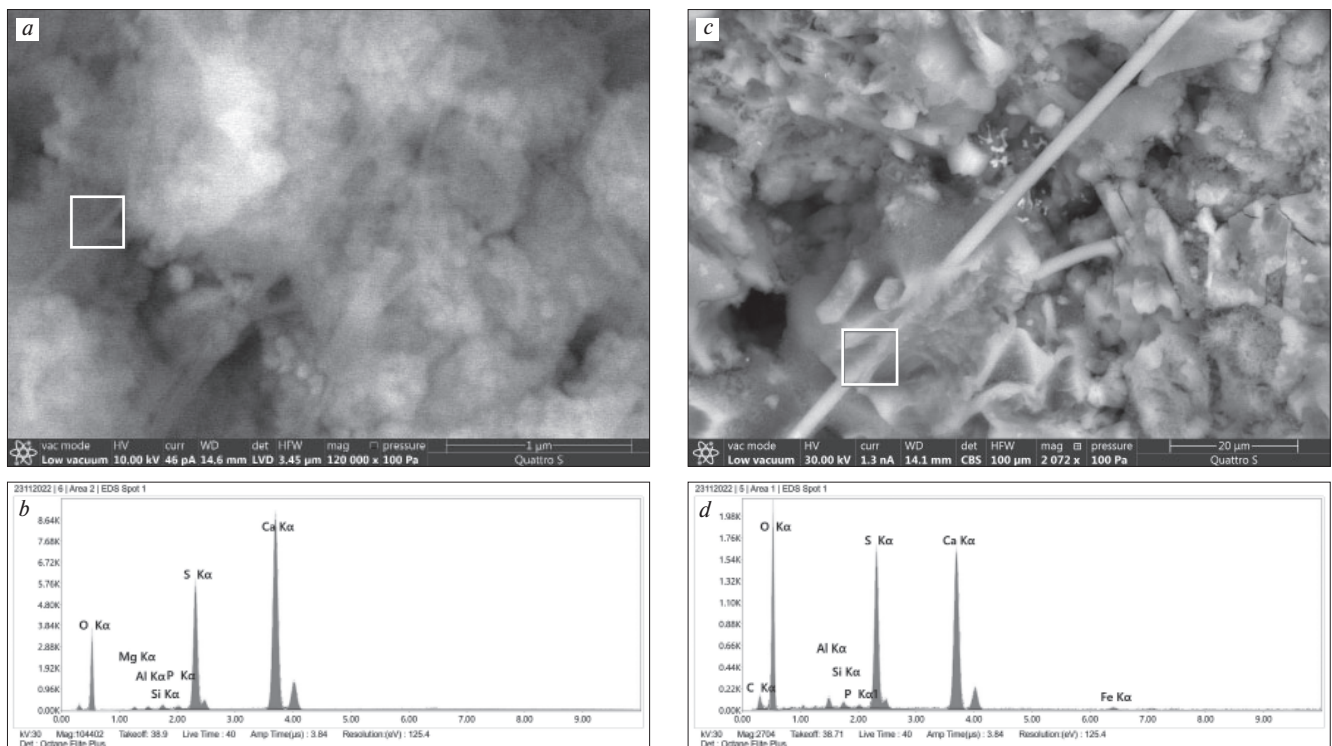 a
vac mode HV curr WD det HFW mag □ pressure 1 µm
Low vacuum 10.00 kV 46 pA 14.6 mm LVD 3.45 µm 120 000 x 100 Pa Quattro S
c
vac mode HV curr WD det HFW mag pressure 20 µm
Low vacuum 30.00 kV 1.3 nA 14.1 mm CBS 100 µm 2 072 x 100 Pa Quattro S
23112022 | 6 | Area 2 | EDS Spot 1
b
8.64K
7.68K
6.72K
5.76K
4.80K
3.84K
2.88K
1.92K
0.96K
0.00K
Ca Kα
S Kα
O Kα
Mg Kα
Al Kα P Kα
Si Kα
0.00 1.00 2.00 3.00 4.00 5.00 6.00 7.00 8.00 9.00
kV:30 Mag:104402 Takeoff: 38.9 Live Time : 40 Amp Time(µs) : 3.84 Resolution:(eV) : 125.4
Det : Octane Elite Plus
23112022 | 5 | Area 1 | EDS Spot 1
d
1.98K
1.76K
1.54K
1.32K
1.10K
0.88K
0.66K
0.44K
0.22K
0.00K
O Kα
S Kα
Ca Kα
Al Kα
Si Kα
C Kα
P Kα1
Fe Kα
0.00 1.00 2.00 3.00 4.00 5.00 6.00 7.00 8.00 9.00
kV:30 Mag:2704 Takeoff: 38.71 Live Time : 40 Amp Time(µs) : 3.84 Resolution:(eV) : 125.4
Det : Octane Elite Plus